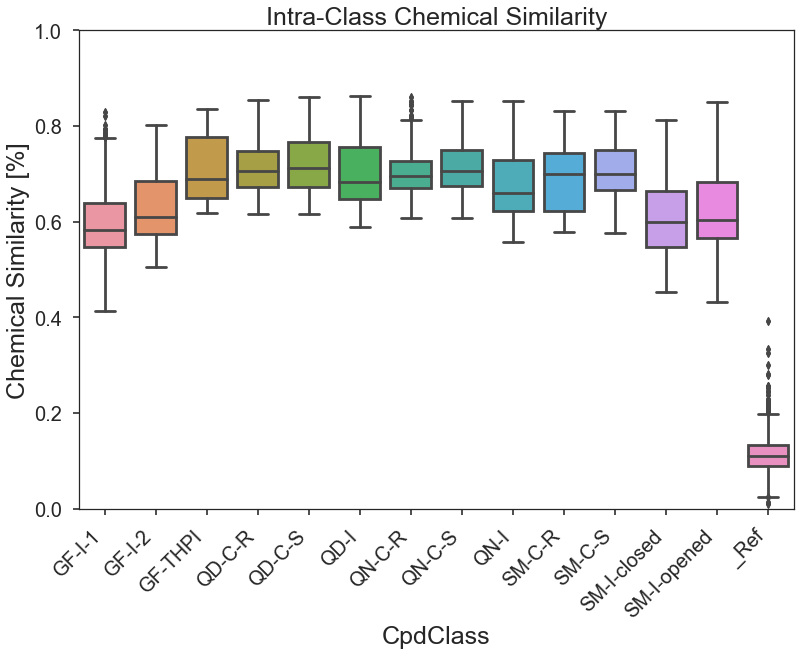 Intra-Class Chemical Similarity
Chemical Similarity [%]
1.0
0.8
0.6
0.4
0.2
0.0
GF-I-1
GF-I-2
GF-THPI
QD-C-R
QD-C-S
QD-I
QN-C-R
QN-C-S
QN-I
SM-C-R
SM-C-S
SM-I-closed
SM-I-opened
_Ref
CpdClass